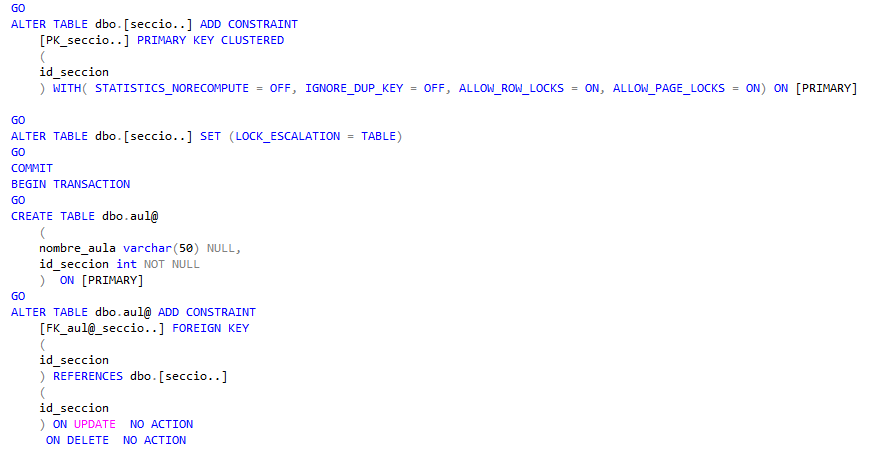 GO
ALTER TABLE dbo.[seccio..] ADD CONSTRAINT
[PK_seccio..] PRIMARY KEY CLUSTERED
(
id_seccion
) WITH( STATISTICS_NORECOMPUTE = OFF, IGNORE_DUP_KEY = OFF, ALLOW_ROW_LOCKS = ON, ALLOW_PAGE_LOCKS = ON) ON [PRIMARY]
GO
ALTER TABLE dbo.[seccio..] SET (LOCK_ESCALATION = TABLE)
GO
COMMIT
BEGIN TRANSACTION
GO
CREATE TABLE dbo.aul@
(
nombre_aula varchar(50) NULL,
id_seccion int NOT NULL
)  ON [PRIMARY]
GO
ALTER TABLE dbo.aul@ ADD CONSTRAINT
[FK_aul@_seccio..] FOREIGN KEY
(
id_seccion
) REFERENCES dbo.[seccio..]
(
id_seccion
) ON UPDATE  NO ACTION
ON DELETE  NO ACTION